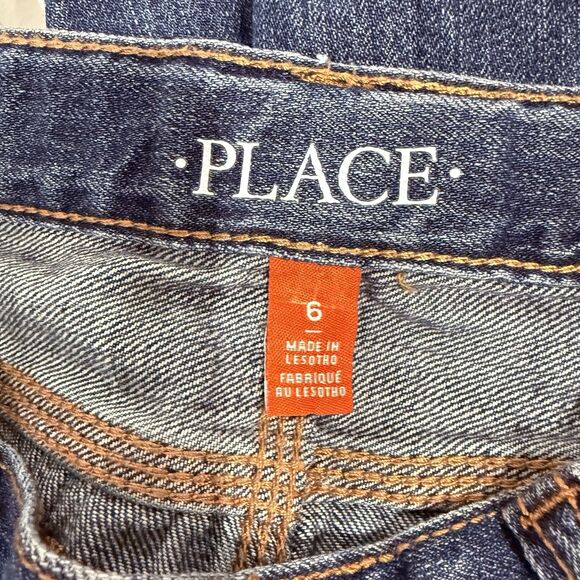 ·PLACE·
6
MADE IN
LESOTHO
FABRIQUÉ
AU LESOTHO